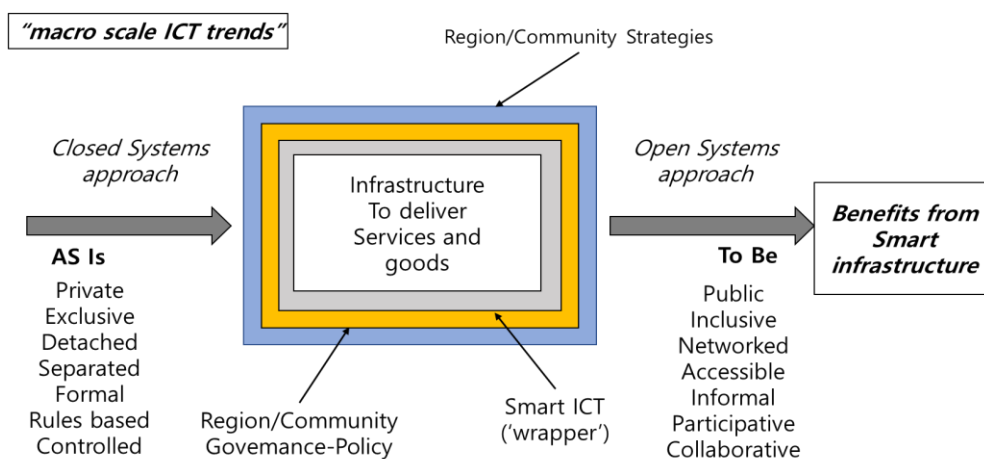 "macro scale ICT trends"
Region/Community Strategies
Closed Systems
approach
Open Systems
approach
Infrastructure
To deliver
Services and
goods
Benefits from
Smart
infrastructure
AS Is
Private
Exclusive
Detached
Separated
Formal
Rules based
Controlled
To Be
Public
Inclusive
Networked
Accessible
Informal
Participative
Collaborative
Region/Community
Governance-Policy
Smart ICT
('wrapper')